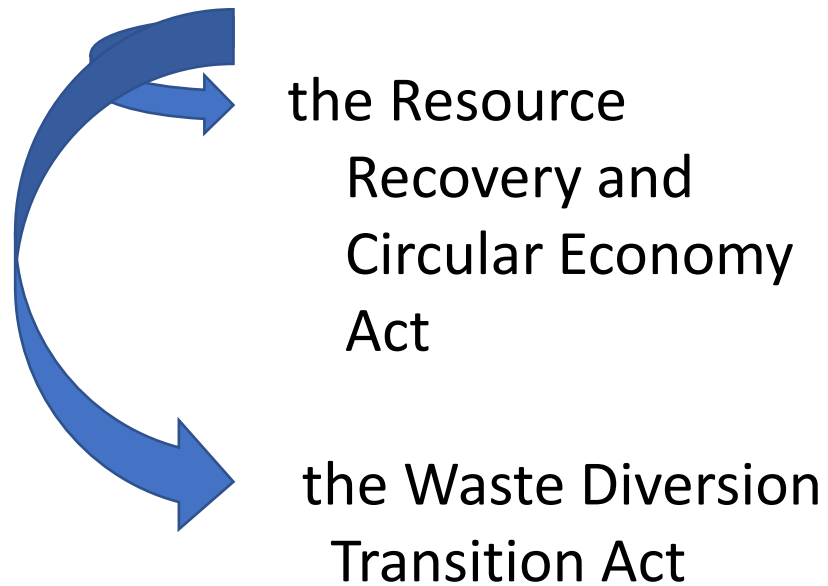 the Resource
Recovery and
Circular Economy
Act
the Waste Diversion
Transition Act